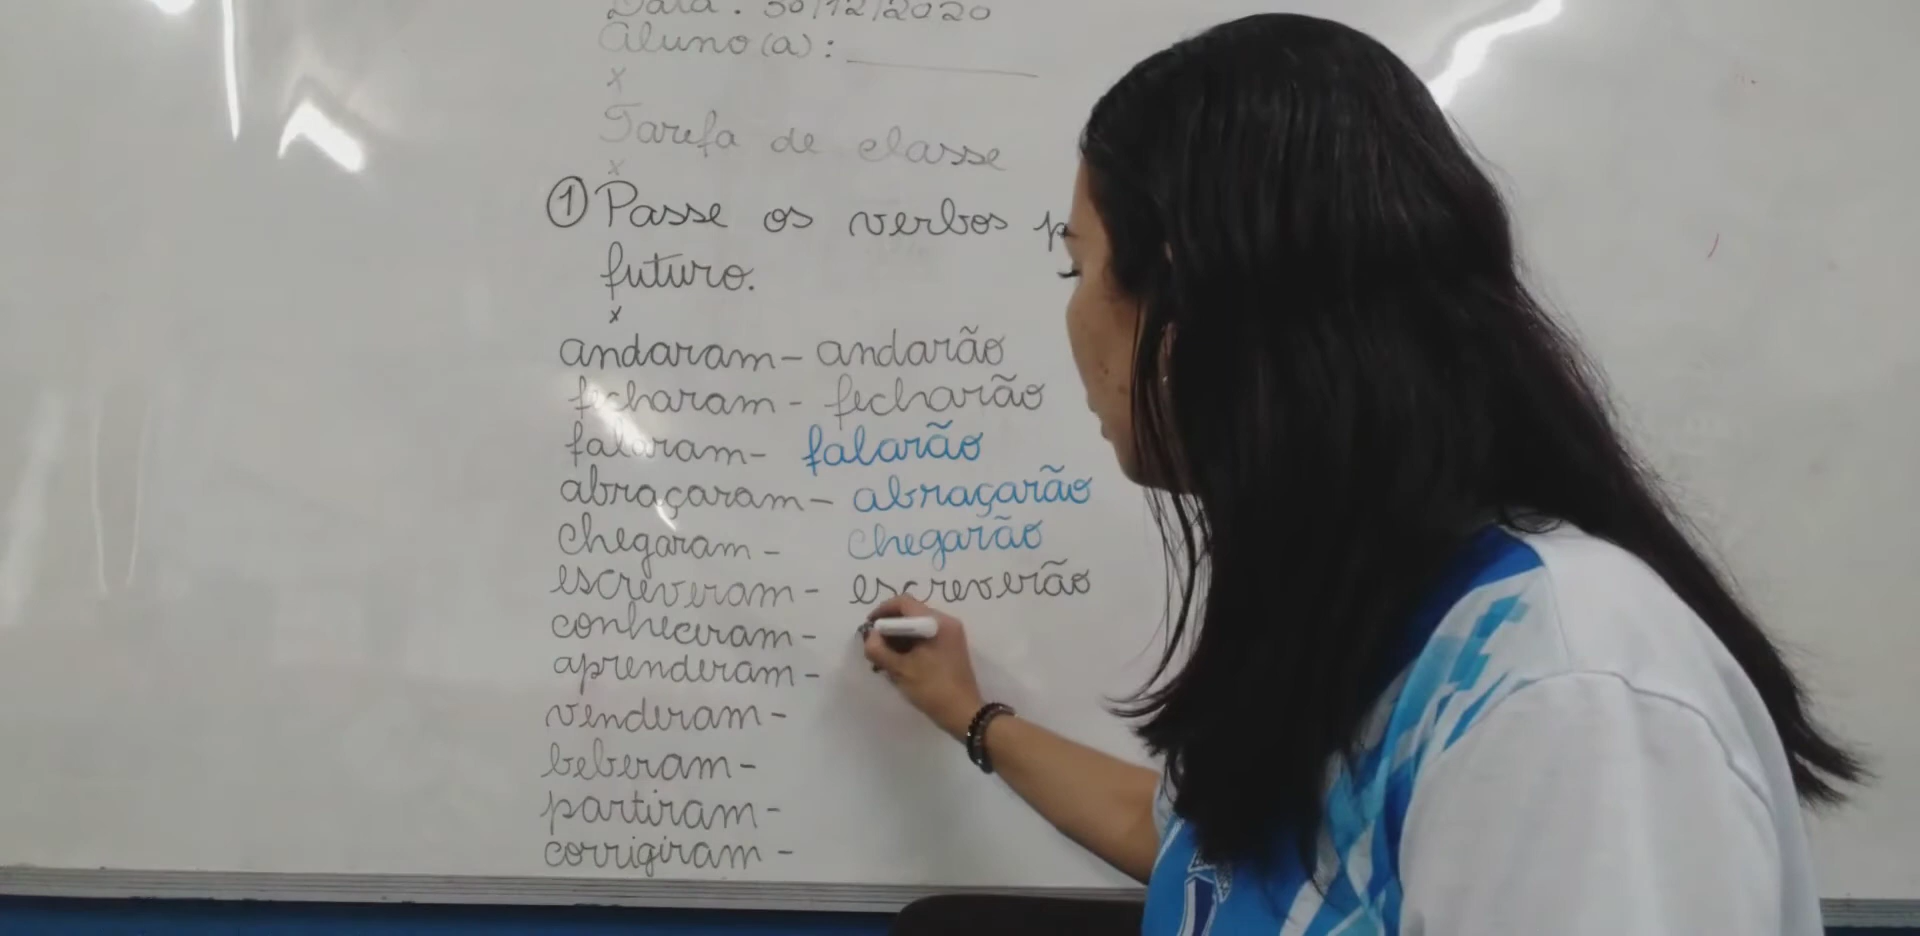 Data: 30/12/2020
Aluno(a): __________
x
Tarefa de classe
x
① Passe os verbos p
futuro.
x
andaram - andarão
fecharam - fecharão
falaram - falarão
abraçaram - abraçarão
chegaram - chegarão
escreveram - escreverão
conheceram -
aprenderam -
venderam -
beberam -
partiram -
corrigiram -